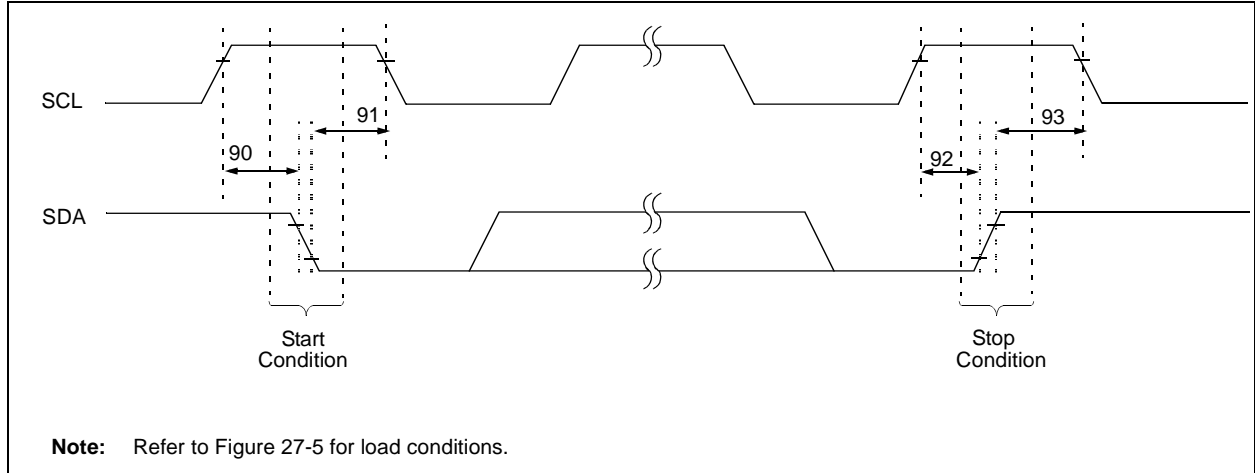 SCL
91
93
90
92
SDA
Start
Condition
Stop
Condition
Note: Refer to Figure 27-5 for load conditions.